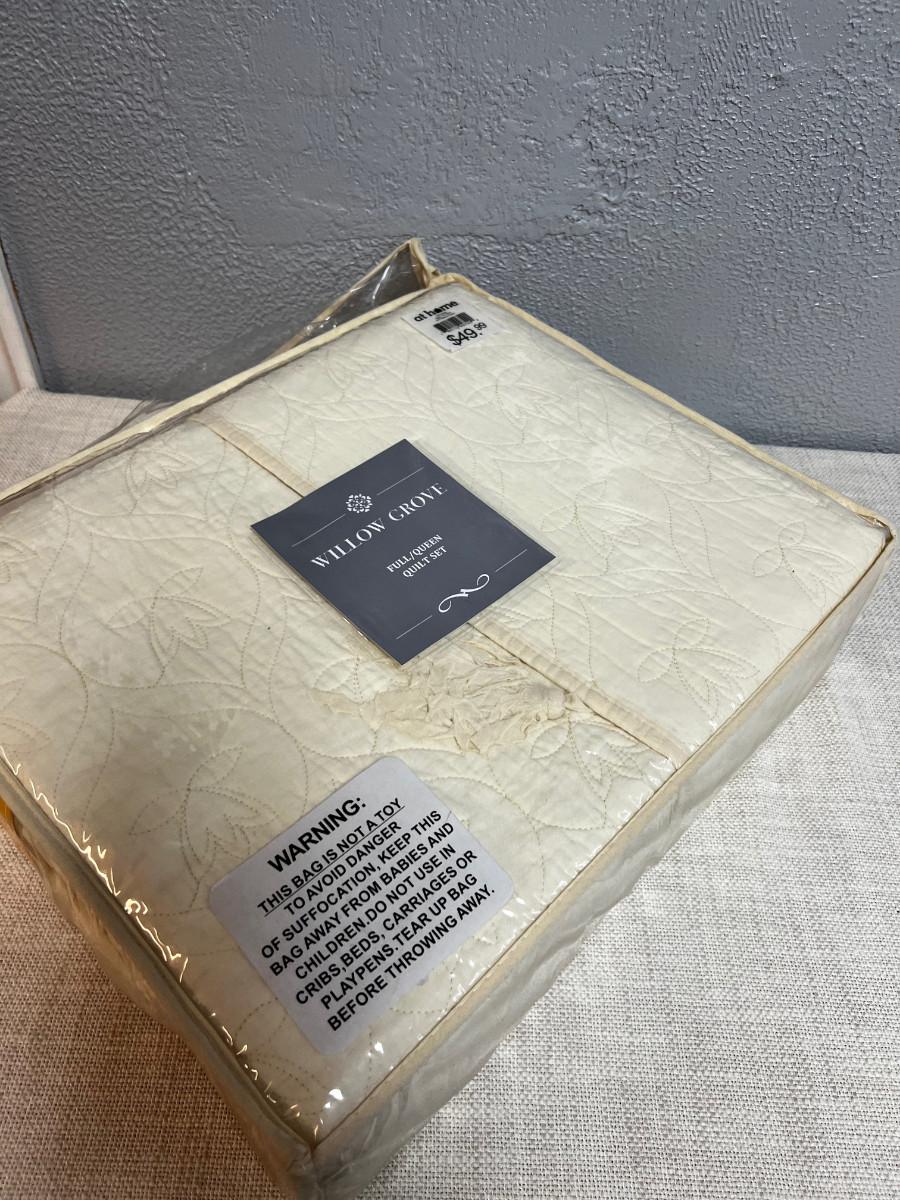 at home
$49.99
WILLOW GROVE
FULL/QUEEN
QUILT SET
WARNING:
THIS BAG IS NOT A TOY
TO AVOID DANGER
OF SUFFOCATION, KEEP THIS
BAG AWAY FROM BABIES AND
CHILDREN.DO NOT USE IN
CRIBS,BEDS, CARRIAGES OR
PLAYPENS.TEAR UP BAG
BEFORE THROWING AWAY.